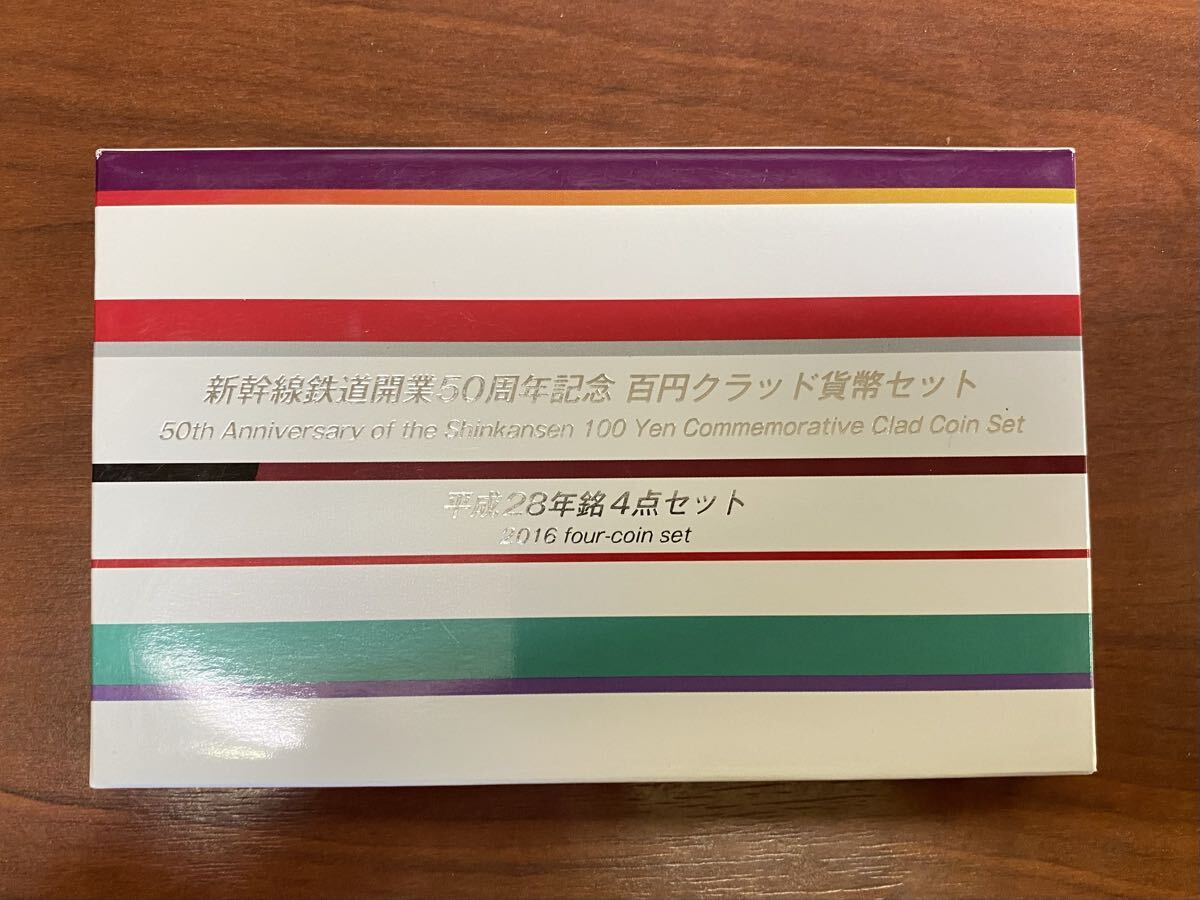 新幹線鉄道開業50周年記念 百円クラッド貨幣セット
50th Anniversary of the Shinkansen 100 Yen Commemorative Clad Coin Set
平成28年銘4点セット
2016 four-coin set